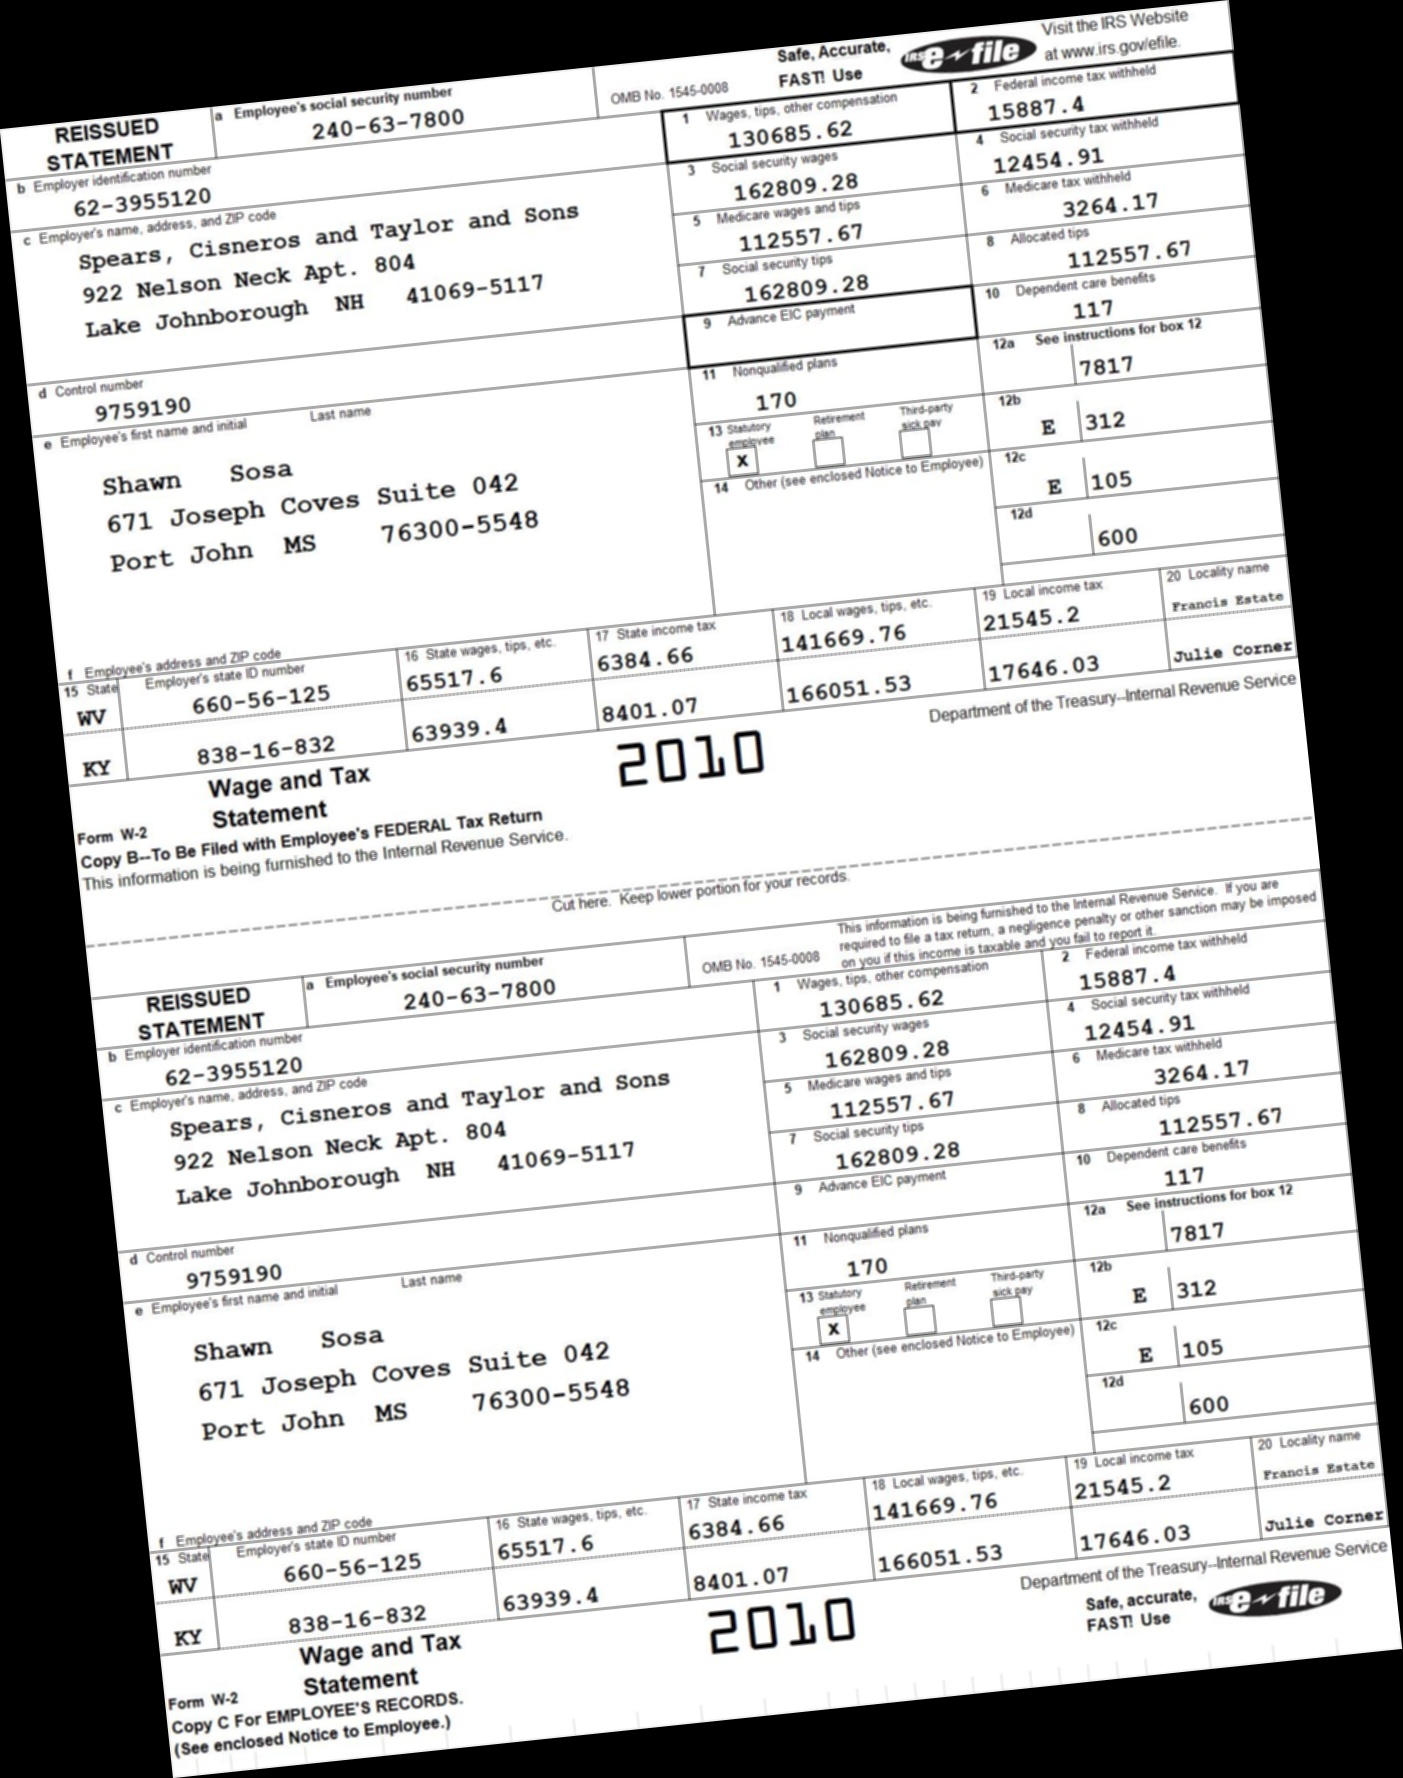 REISSUED
STATEMENT
a Employee's social security number
240-63-7800
OMB No. 1545-0008
Safe, Accurate,
FAST! Use
IRS e-file
Visit the IRS Website
at www.irs.gov/efile.
b Employer identification number
62-3955120
1 Wages, tips, other compensation
130685.62
2 Federal income tax withheld
15887.4
c Employer's name, address, and ZIP code
Spears, Cisneros and Taylor and Sons
922 Nelson Neck Apt. 804
Lake Johnborough NH 41069-5117
3 Social security wages
162809.28
4 Social security tax withheld
12454.91
5 Medicare wages and tips
112557.67
6 Medicare tax withheld
3264.17
7 Social security tips
162809.28
8 Allocated tips
112557.67
d Control number
9759190
9 Advance EIC payment
10 Dependent care benefits
117
e Employee's first name and initial Last name
Shawn Sosa
671 Joseph Coves Suite 042
Port John MS 76300-5548
11 Nonqualified plans
170
12a See instructions for box 12
7817
13 Statutory employee
x
Retirement plan
Third-party sick pay
12b
E 312
14 Other (see enclosed Notice to Employee)
12c
E 105
12d
600
f Employee's address and ZIP code
15 State Employer's state ID number
16 State wages, tips, etc.
17 State income tax
18 Local wages, tips, etc.
19 Local income tax
20 Locality name
WV 660-56-125 65517.6 6384.66 141669.76 21545.2 Francis Estate
KY 838-16-832 63939.4 8401.07 166051.53 17646.03 Julie Corner
Form W-2
Wage and Tax
Statement
2010
Department of the Treasury--Internal Revenue Service
Copy B--To Be Filed with Employee's FEDERAL Tax Return
This information is being furnished to the Internal Revenue Service.
Cut here. Keep lower portion for your records.
REISSUED
STATEMENT
a Employee's social security number
240-63-7800
OMB No. 1545-0008
This information is being furnished to the Internal Revenue Service. If you are
required to file a tax return, a negligence penalty or other sanction may be imposed
on you if this income is taxable and you fail to report it.
b Employer identification number
62-3955120
1 Wages, tips, other compensation
130685.62
2 Federal income tax withheld
15887.4
c Employer's name, address, and ZIP code
Spears, Cisneros and Taylor and Sons
922 Nelson Neck Apt. 804
Lake Johnborough NH 41069-5117
3 Social security wages
162809.28
4 Social security tax withheld
12454.91
5 Medicare wages and tips
112557.67
6 Medicare tax withheld
3264.17
7 Social security tips
162809.28
8 Allocated tips
112557.67
d Control number
9759190
9 Advance EIC payment
10 Dependent care benefits
117
e Employee's first name and initial Last name
Shawn Sosa
671 Joseph Coves Suite 042
Port John MS 76300-5548
11 Nonqualified plans
170
12a See instructions for box 12
7817
13 Statutory employee
x
Retirement plan
Third-party sick pay
12b
E 312
14 Other (see enclosed Notice to Employee)
12c
E 105
12d
600
f Employee's address and ZIP code
15 State Employer's state ID number
16 State wages, tips, etc.
17 State income tax
18 Local wages, tips, etc.
19 Local income tax
20 Locality name
WV 660-56-125 65517.6 6384.66 141669.76 21545.2 Francis Estate
KY 838-16-832 63939.4 8401.07 166051.53 17646.03 Julie Corner
Form W-2
Wage and Tax
Statement
2010
Department of the Treasury--Internal Revenue Service
Safe, accurate,
FAST! Use
IRS e-file
Copy C For EMPLOYEE'S RECORDS.
(See enclosed Notice to Employee.)